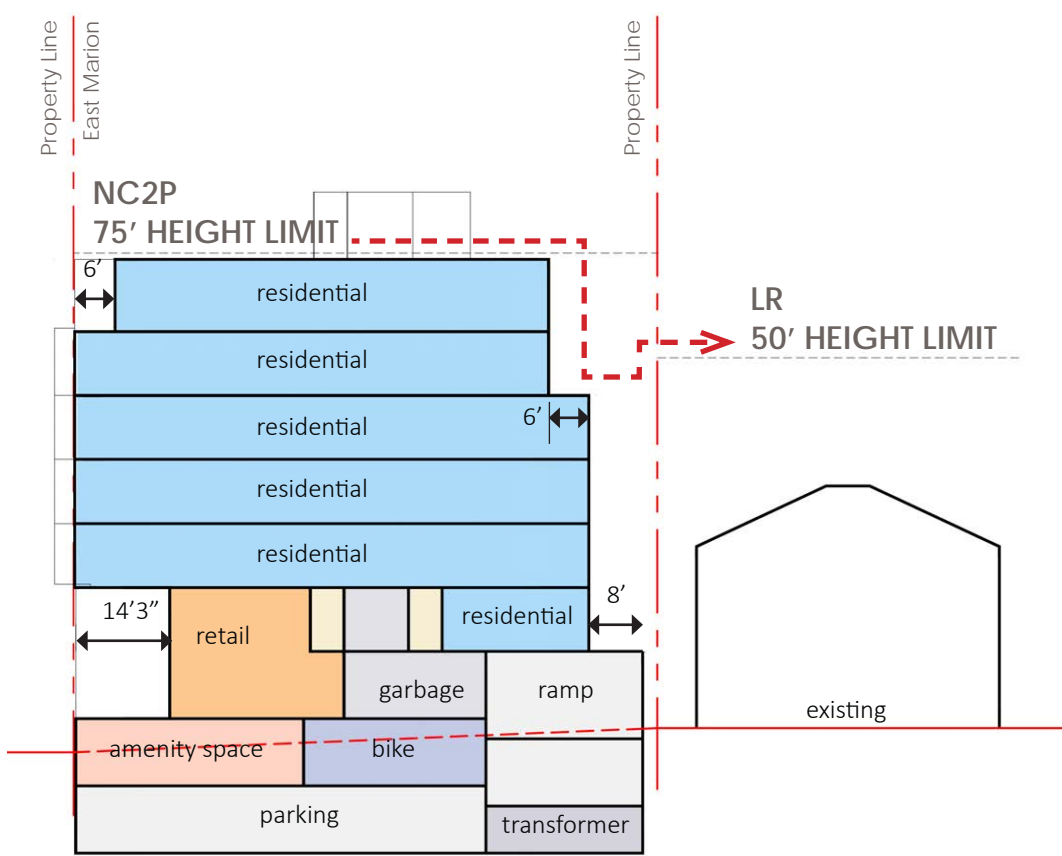 Property Line
East Marion
Property Line
NC2P
75’ HEIGHT LIMIT
6’
residential
LR
50’ HEIGHT LIMIT
residential
6’
residential
residential
residential
14’3”
retail
residential
8’
garbage
ramp
existing
amenity space
bike
parking
transformer